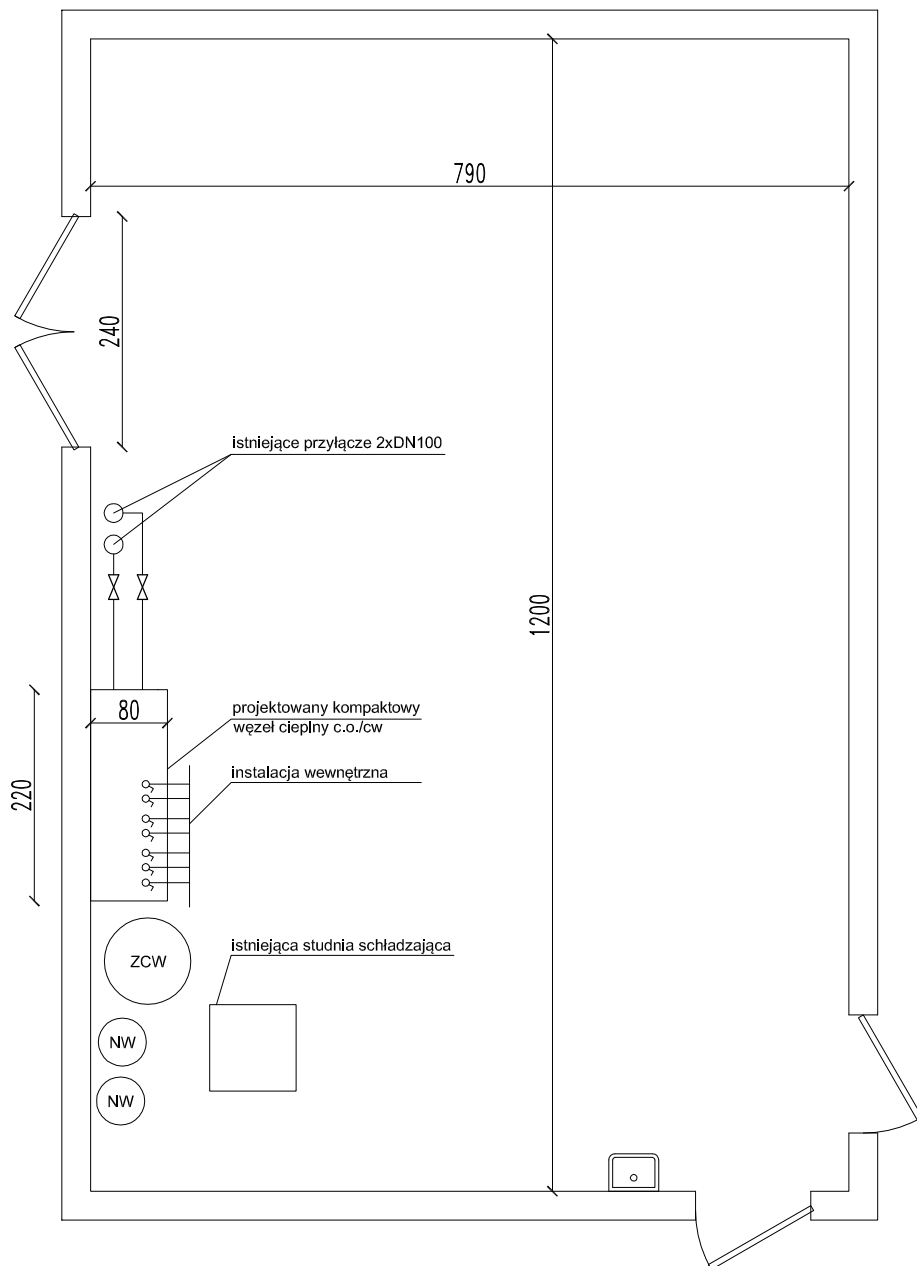 790
240
istniejące przyłącze 2xDN100
1200
80
projektowany kompaktowy
węzeł cieplny c.o./cw
220
instalacja wewnętrzna
istniejąca studnia schładzająca
ZCW
NW
NW